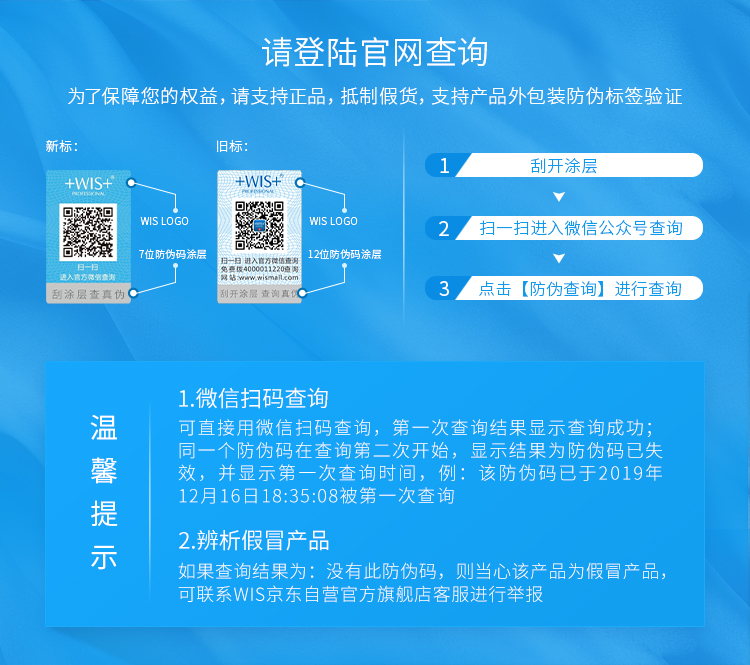 请登陆官网查询
为了保障您的权益，请支持正品，抵制假货，支持产品外包装防伪标签验证
新标：
WIS
PROFESSIONAL
扫一扫
进入官方微信查询
刮涂层查真伪
WIS LOGO
7位防伪码涂层
旧标：
WIS
PROFESSIONAL
扫一扫 进入官方微信查询
免费拨4000011220查询
网站:www.wismall.com
刮开涂层 查询真伪
WIS LOGO
12位防伪码涂层
1 刮开涂层
2 扫一扫进入微信公众号查询
3 点击【防伪查询】进行查询
温馨提示
1.微信扫码查询
可直接用微信扫码查询，第一次查询结果显示查询成功；
同一个防伪码在查询第二次开始，显示结果为防伪码已失
效，并显示第一次查询时间，例：该防伪码已于2019年
12月16日18:35:08被第一次查询
2.辨析假冒产品
如果查询结果为：没有此防伪码，则当心该产品为假冒产品，
可联系WIS京东自营官方旗舰店客服进行举报